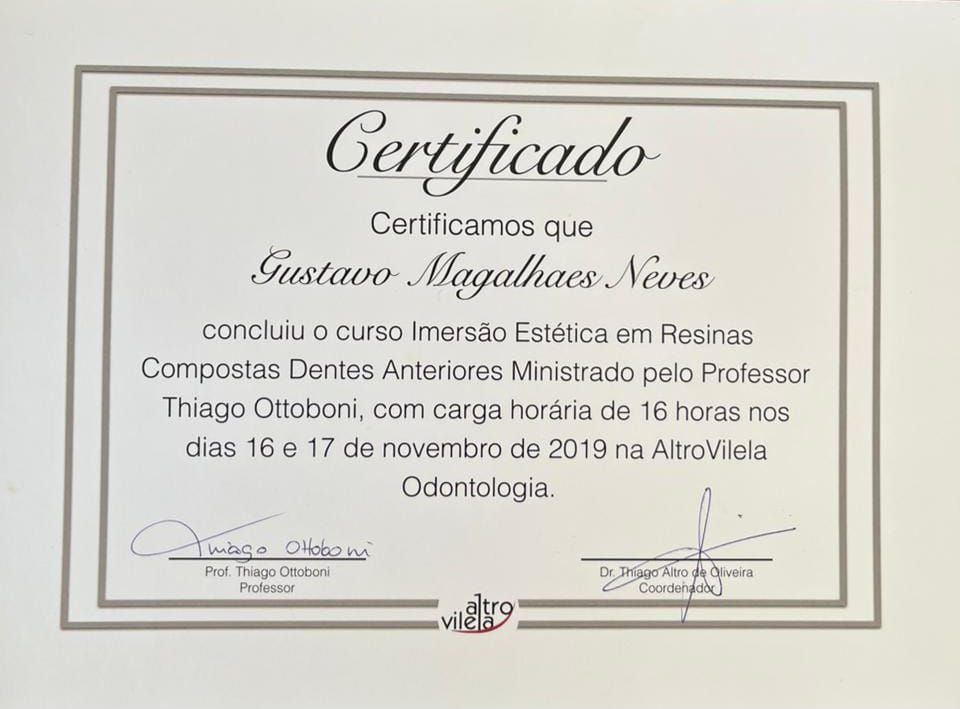 Certificado
Certificamos que
Gustavo Magalhaes Neves
concluiu o curso Imersão Estética em Resinas
Compostas Dentes Anteriores Ministrado pelo Professor
Thiago Ottoboni, com carga horária de 16 horas nos
dias 16 e 17 de novembro de 2019 na AltroVilela
Odontologia.
Thiago Ottoboni
Prof. Thiago Ottoboni
Professor
Dr. Thiago Altro de Oliveira
Coordenador
altro
vilela